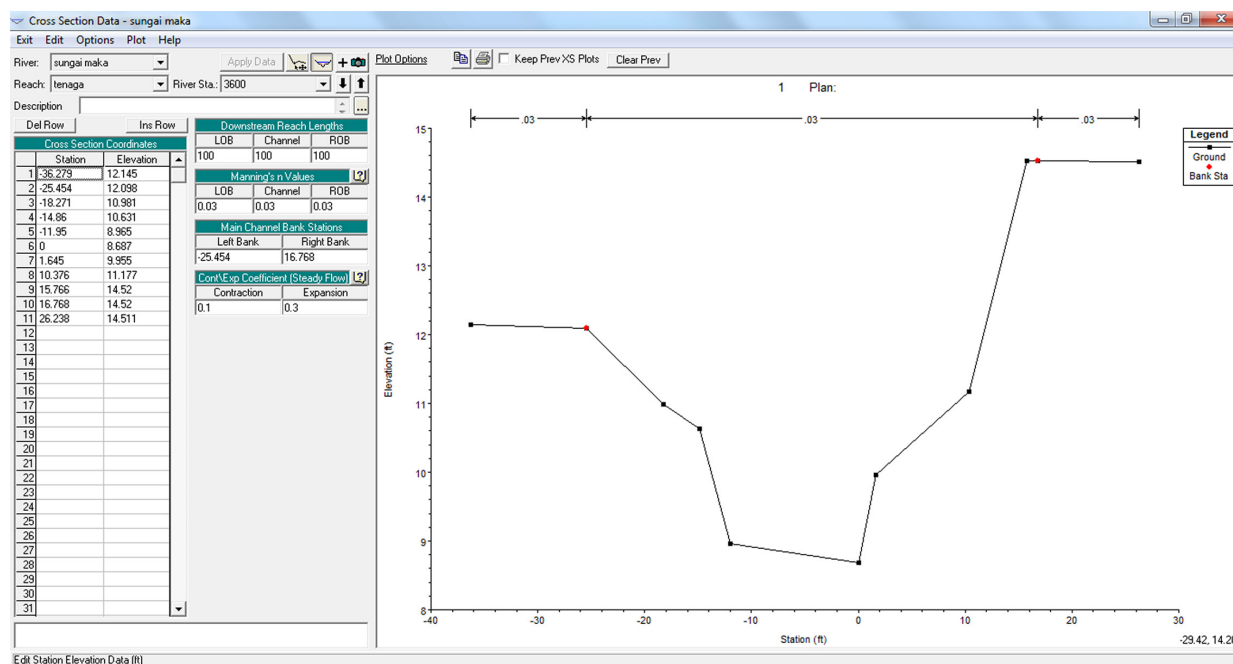 Cross Section Data - sungai maka
Exit Edit Options Plot Help
River: sungai maka Apply Data
Reach: tenaga River Sta.: 3600
Description ...
Del Row Ins Row
Cross Section Coordinates
Station Elevation
1 -36.279 12.145
2 -25.454 12.098
3 -18.271 10.981
4 -14.86 10.631
5 -11.95 8.965
6 0 8.687
7 1.645 9.955
8 10.376 11.177
9 15.766 14.52
10 16.768 14.52
11 26.238 14.511
12
13
14
15
16
17
18
19
20
21
22
23
24
25
26
27
28
29
30
31
Downstream Reach Lengths
LOB Channel ROB
100 100 100
Manning's n Values
LOB Channel ROB
0.03 0.03 0.03
Main Channel Bank Stations
Left Bank Right Bank
-25.454 16.768
Cont\Exp Coefficient (Steady Flow)
Contraction Expansion
0.1 0.3
Plot Options Keep Prev XS Plots Clear Prev
1 Plan:
.03 .03 .03
15
14
13
12
11
10
9
8
Elevation (ft)
-40 -30 -20 -10 0 10 20 30
Station (ft)
Legend
Ground
Bank Sta
-29.42, 14.20
Edit Station Elevation Data (ft)